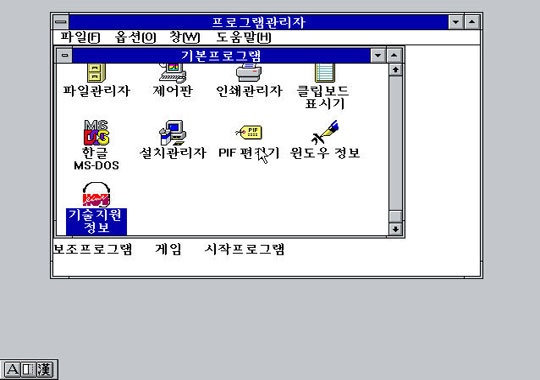 프로그램관리자
파일(F) 옵션(O) 창(W) 도움말(H)
기본프로그램
파일관리자 제어판 인쇄관리자 클립보드
표시기
MS
DOS
PIF
한글 설치관리자 PIF 편집기 윈도우 정보
MS-DOS
기술지원
정보
보조프로그램 게임 시작프로그램
A 漢